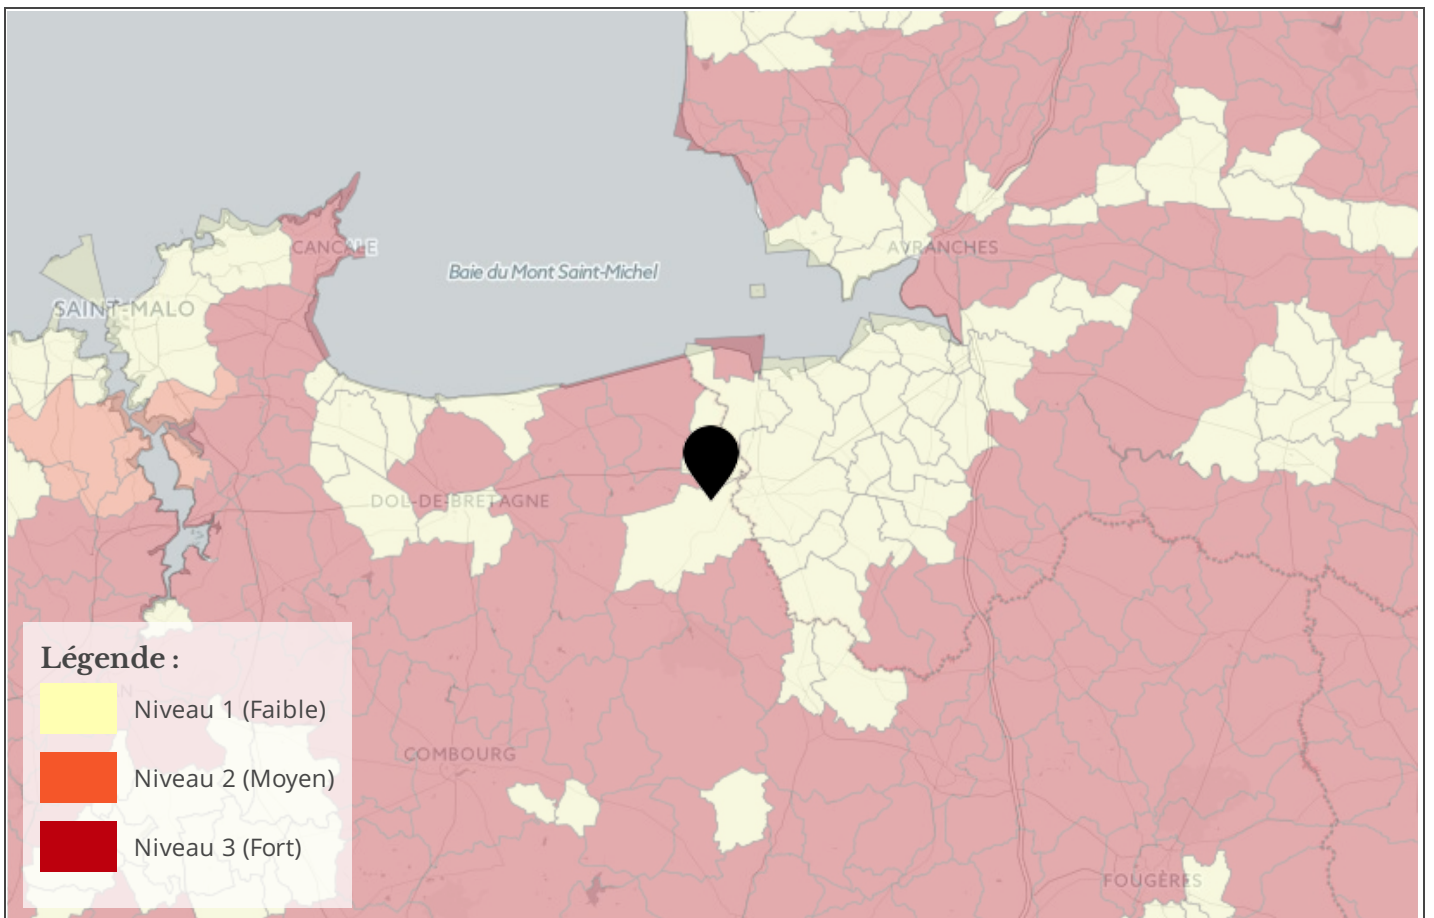 CANCALE
AVRANCHES
Baie du Mont Saint-Michel
SAINT-MALO
DOL-DE-BRETAGNE
Légende :
Niveau 1 (Faible)
COMBOURG
Niveau 2 (Moyen)
Niveau 3 (Fort)
FOUGÈRES